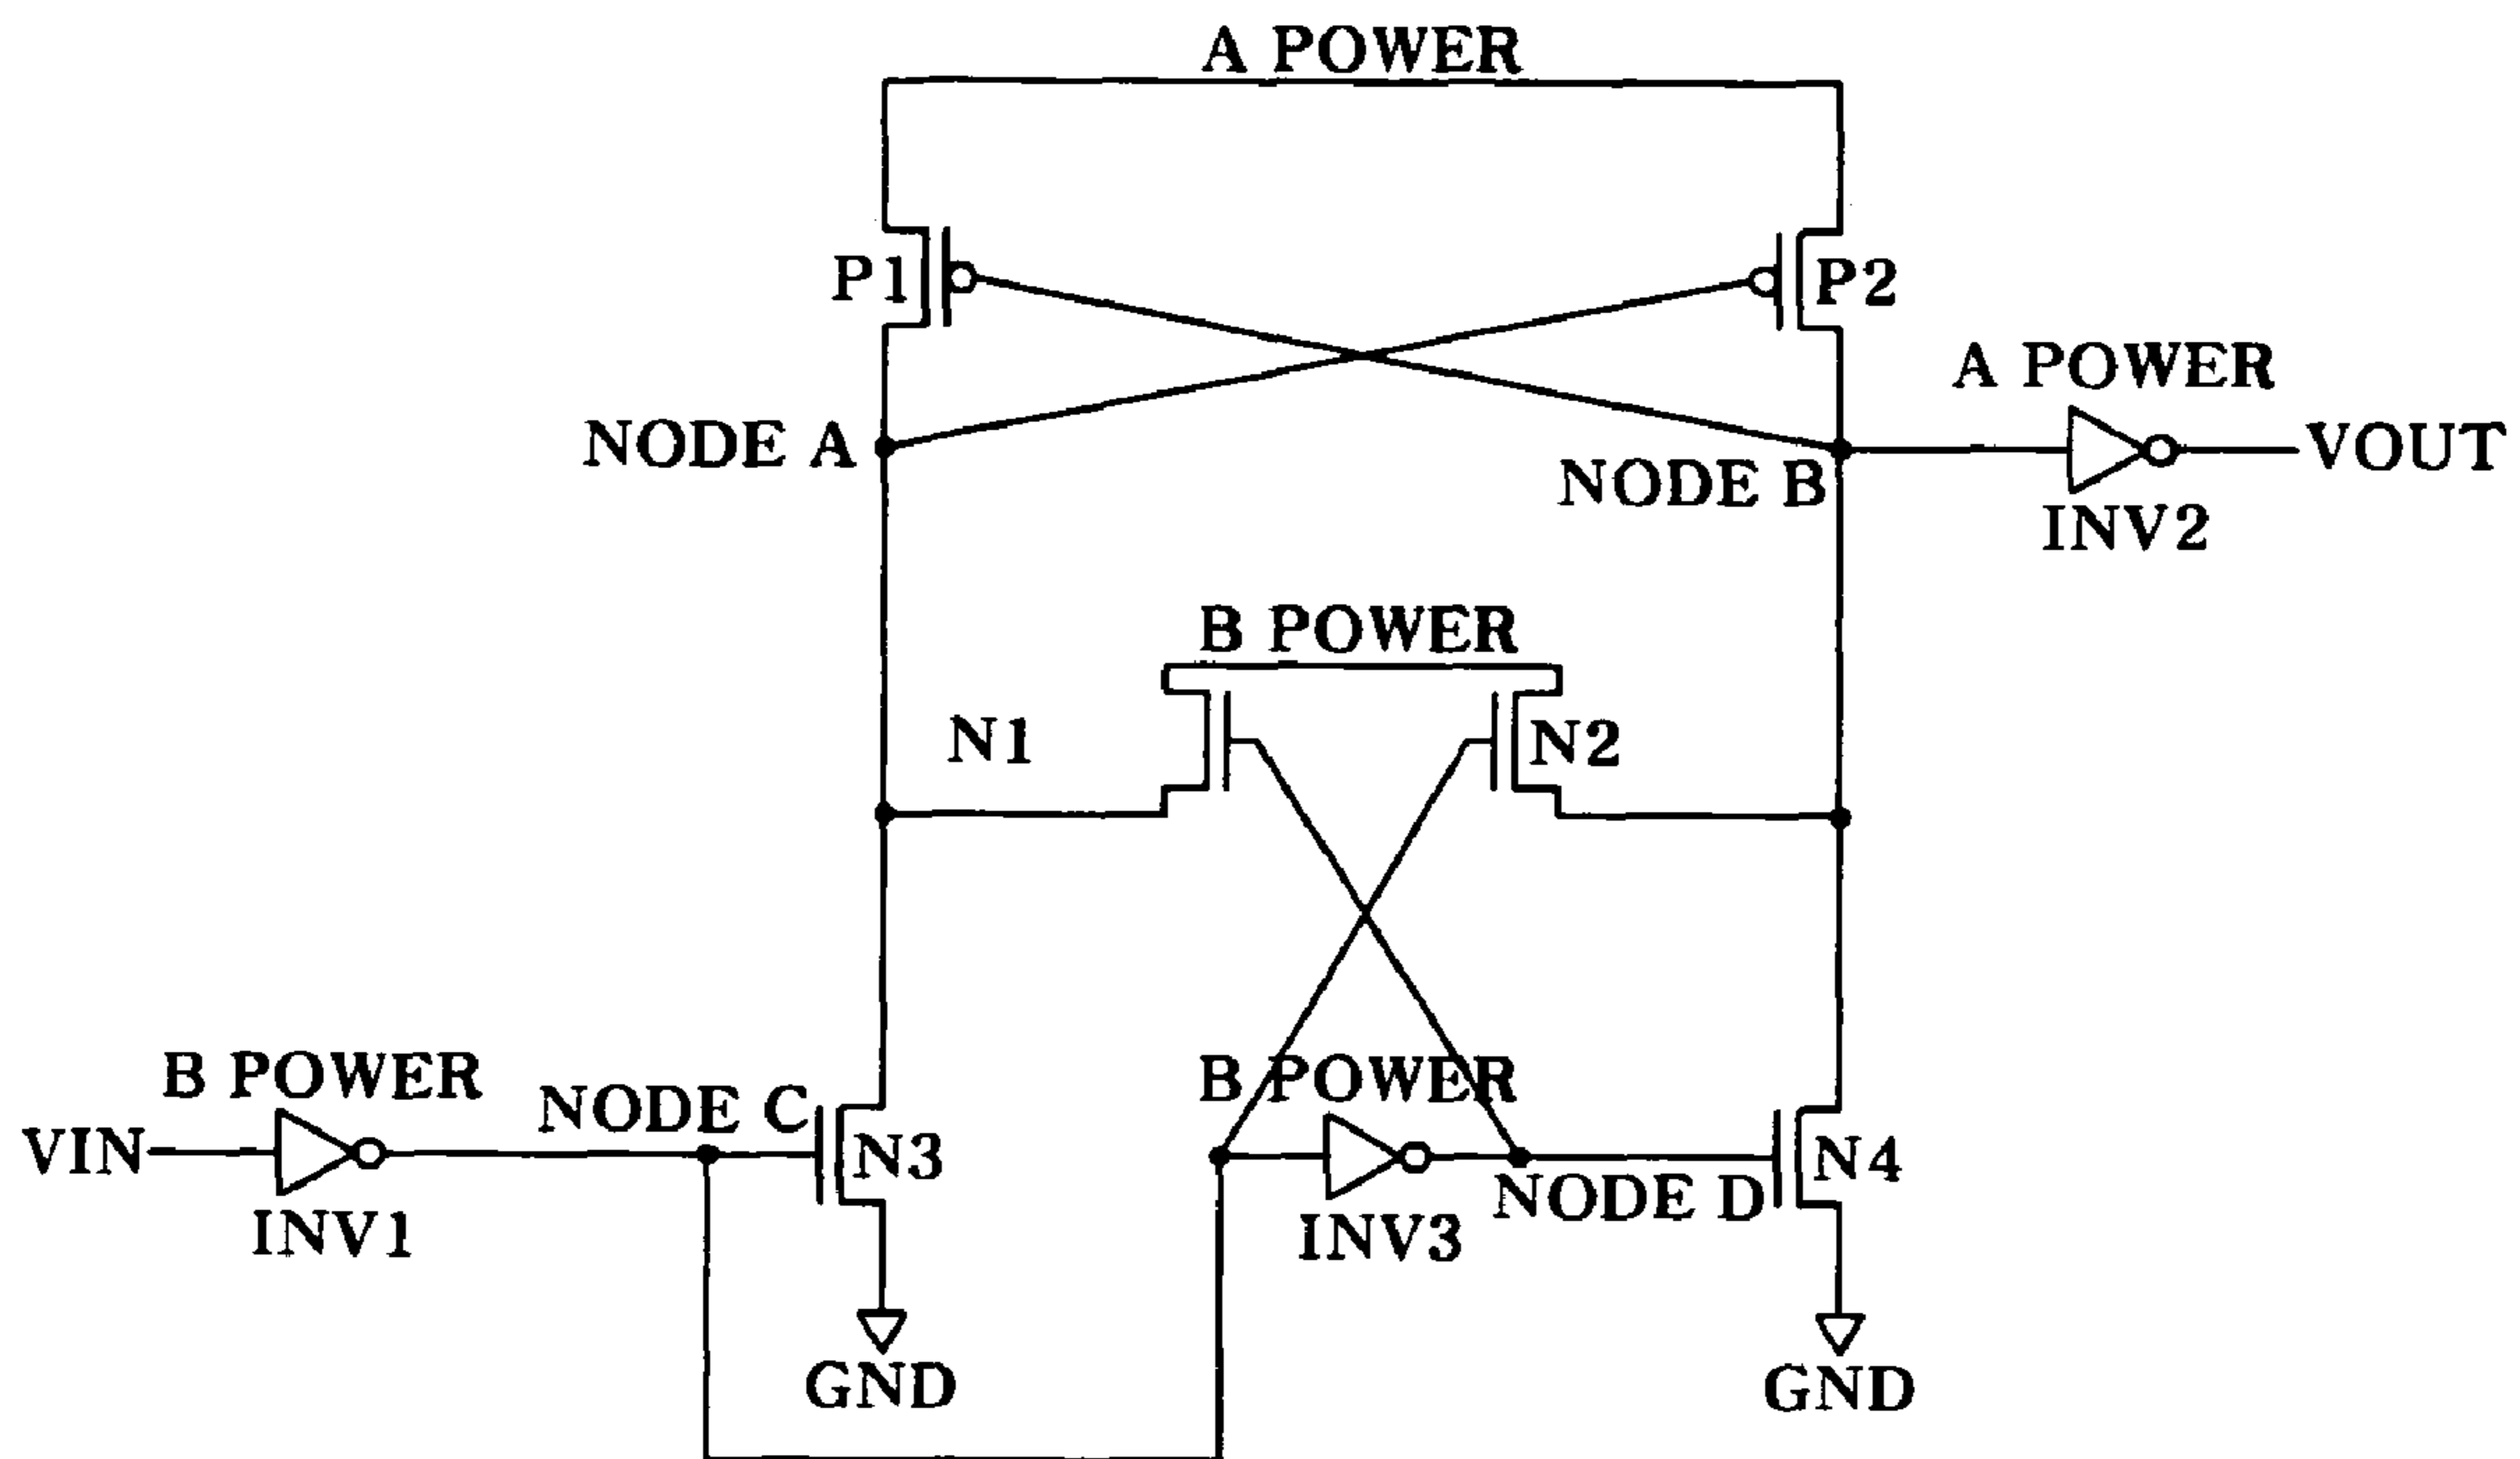 A POWER
P1
P2
A POWER
NODE A
VOUT
NODE B
INV2
B POWER
N1
N2
B POWER
B POWER
NODE C
VIN
N3
N4
NODE D
INV1
INV3
GND
GND